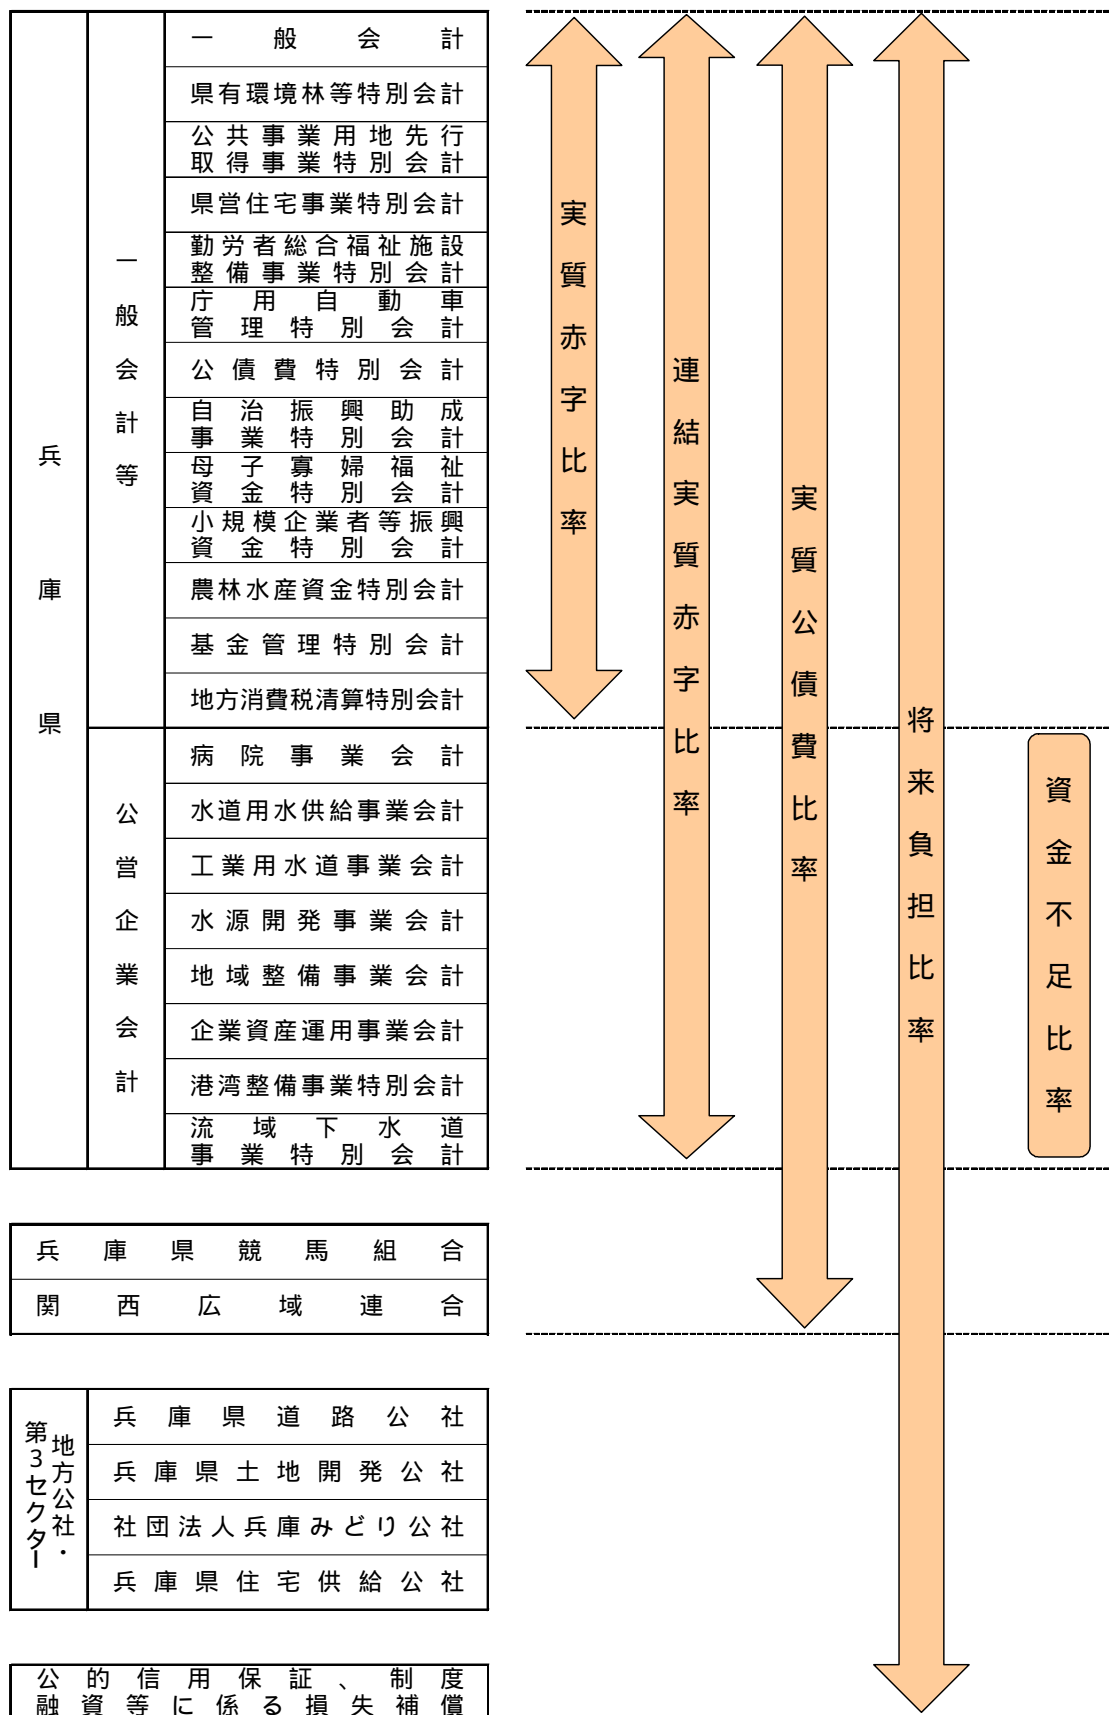 兵庫県
一般会計等
一般会計
県有環境林等特別会計
公共事業用地先行
取得事業特別会計
県営住宅事業特別会計
勤労者総合福祉施設
整備事業特別会計
庁用自動車
管理特別会計
公債費特別会計
自治振興助成
事業特別会計
母子寡婦福祉
資金特別会計
小規模企業者等振興
資金特別会計
農林水産資金特別会計
基金管理特別会計
地方消費税清算特別会計
公営企業会計
病院事業会計
水道用水供給事業会計
工業用水道事業会計
水源開発事業会計
地域整備事業会計
企業資産運用事業会計
港湾整備事業特別会計
流域下水道
事業特別会計
実質赤字比率
連結実質赤字比率
実質公債費比率
将来負担比率
資金不足比率
兵庫県競馬組合
関西広域連合
地方公社・
第3セクター
兵庫県道路公社
兵庫県土地開発公社
社団法人兵庫みどり公社
兵庫県住宅供給公社
公的信用保証、制度
融資等に係る損失補償